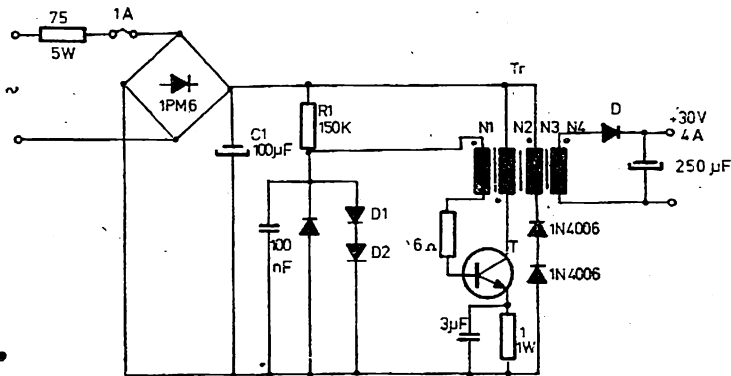 75
5W
1A
~
1PM6
C1
100µF
R1
150K
100
nF
D1
D2
Tr
N1
N2
N3
N4
6Ω
T
3µF
1
1W
1N4006
1N4006
D
+30V
4A
250 µF